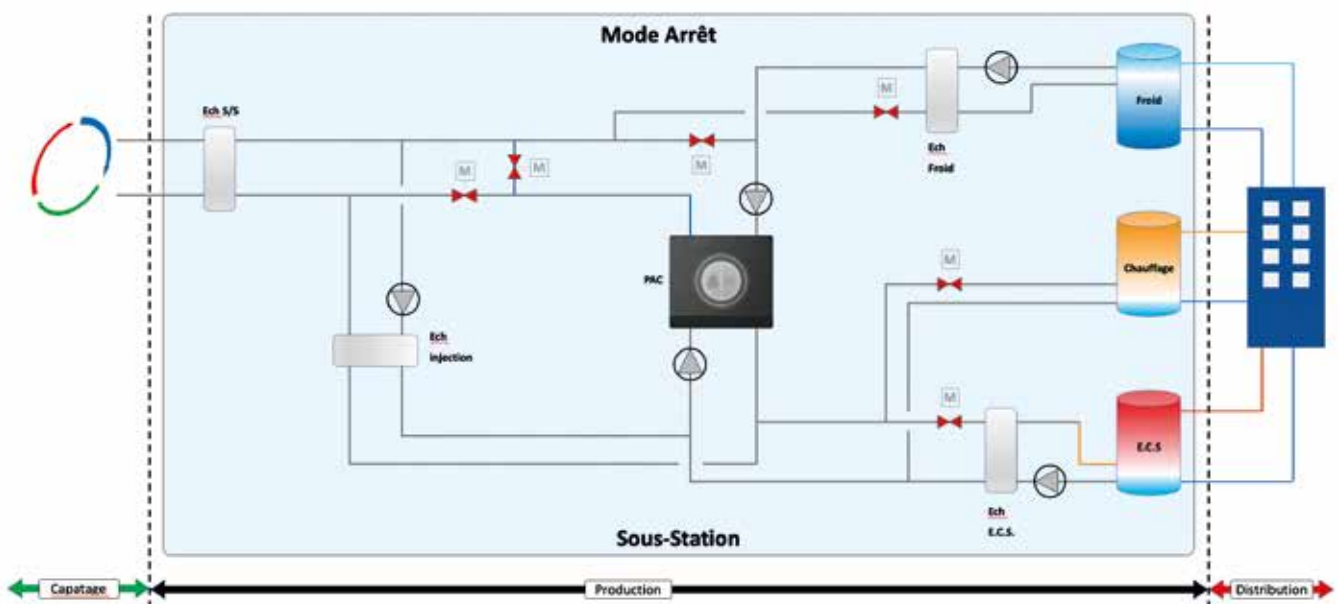 Mode Arrêt
M
Froid
Ech S/S
Ech
Froid
M
M
M
PAC
M
Chauffage
Ech
injection
M
E.C.S
Ech
E.C.S.
Sous-Station
Capatage
Production
Distribution